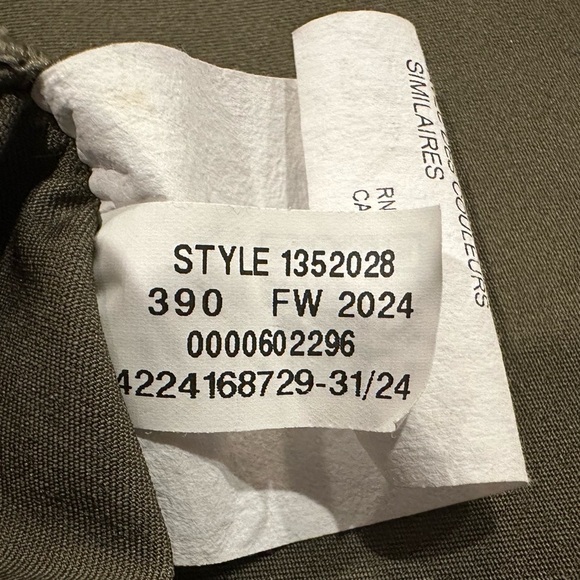 STYLE 1352028
390 FW 2024
0000602296
4224168729-31/24
COULEURS
SIMILAIRES
RN
CA